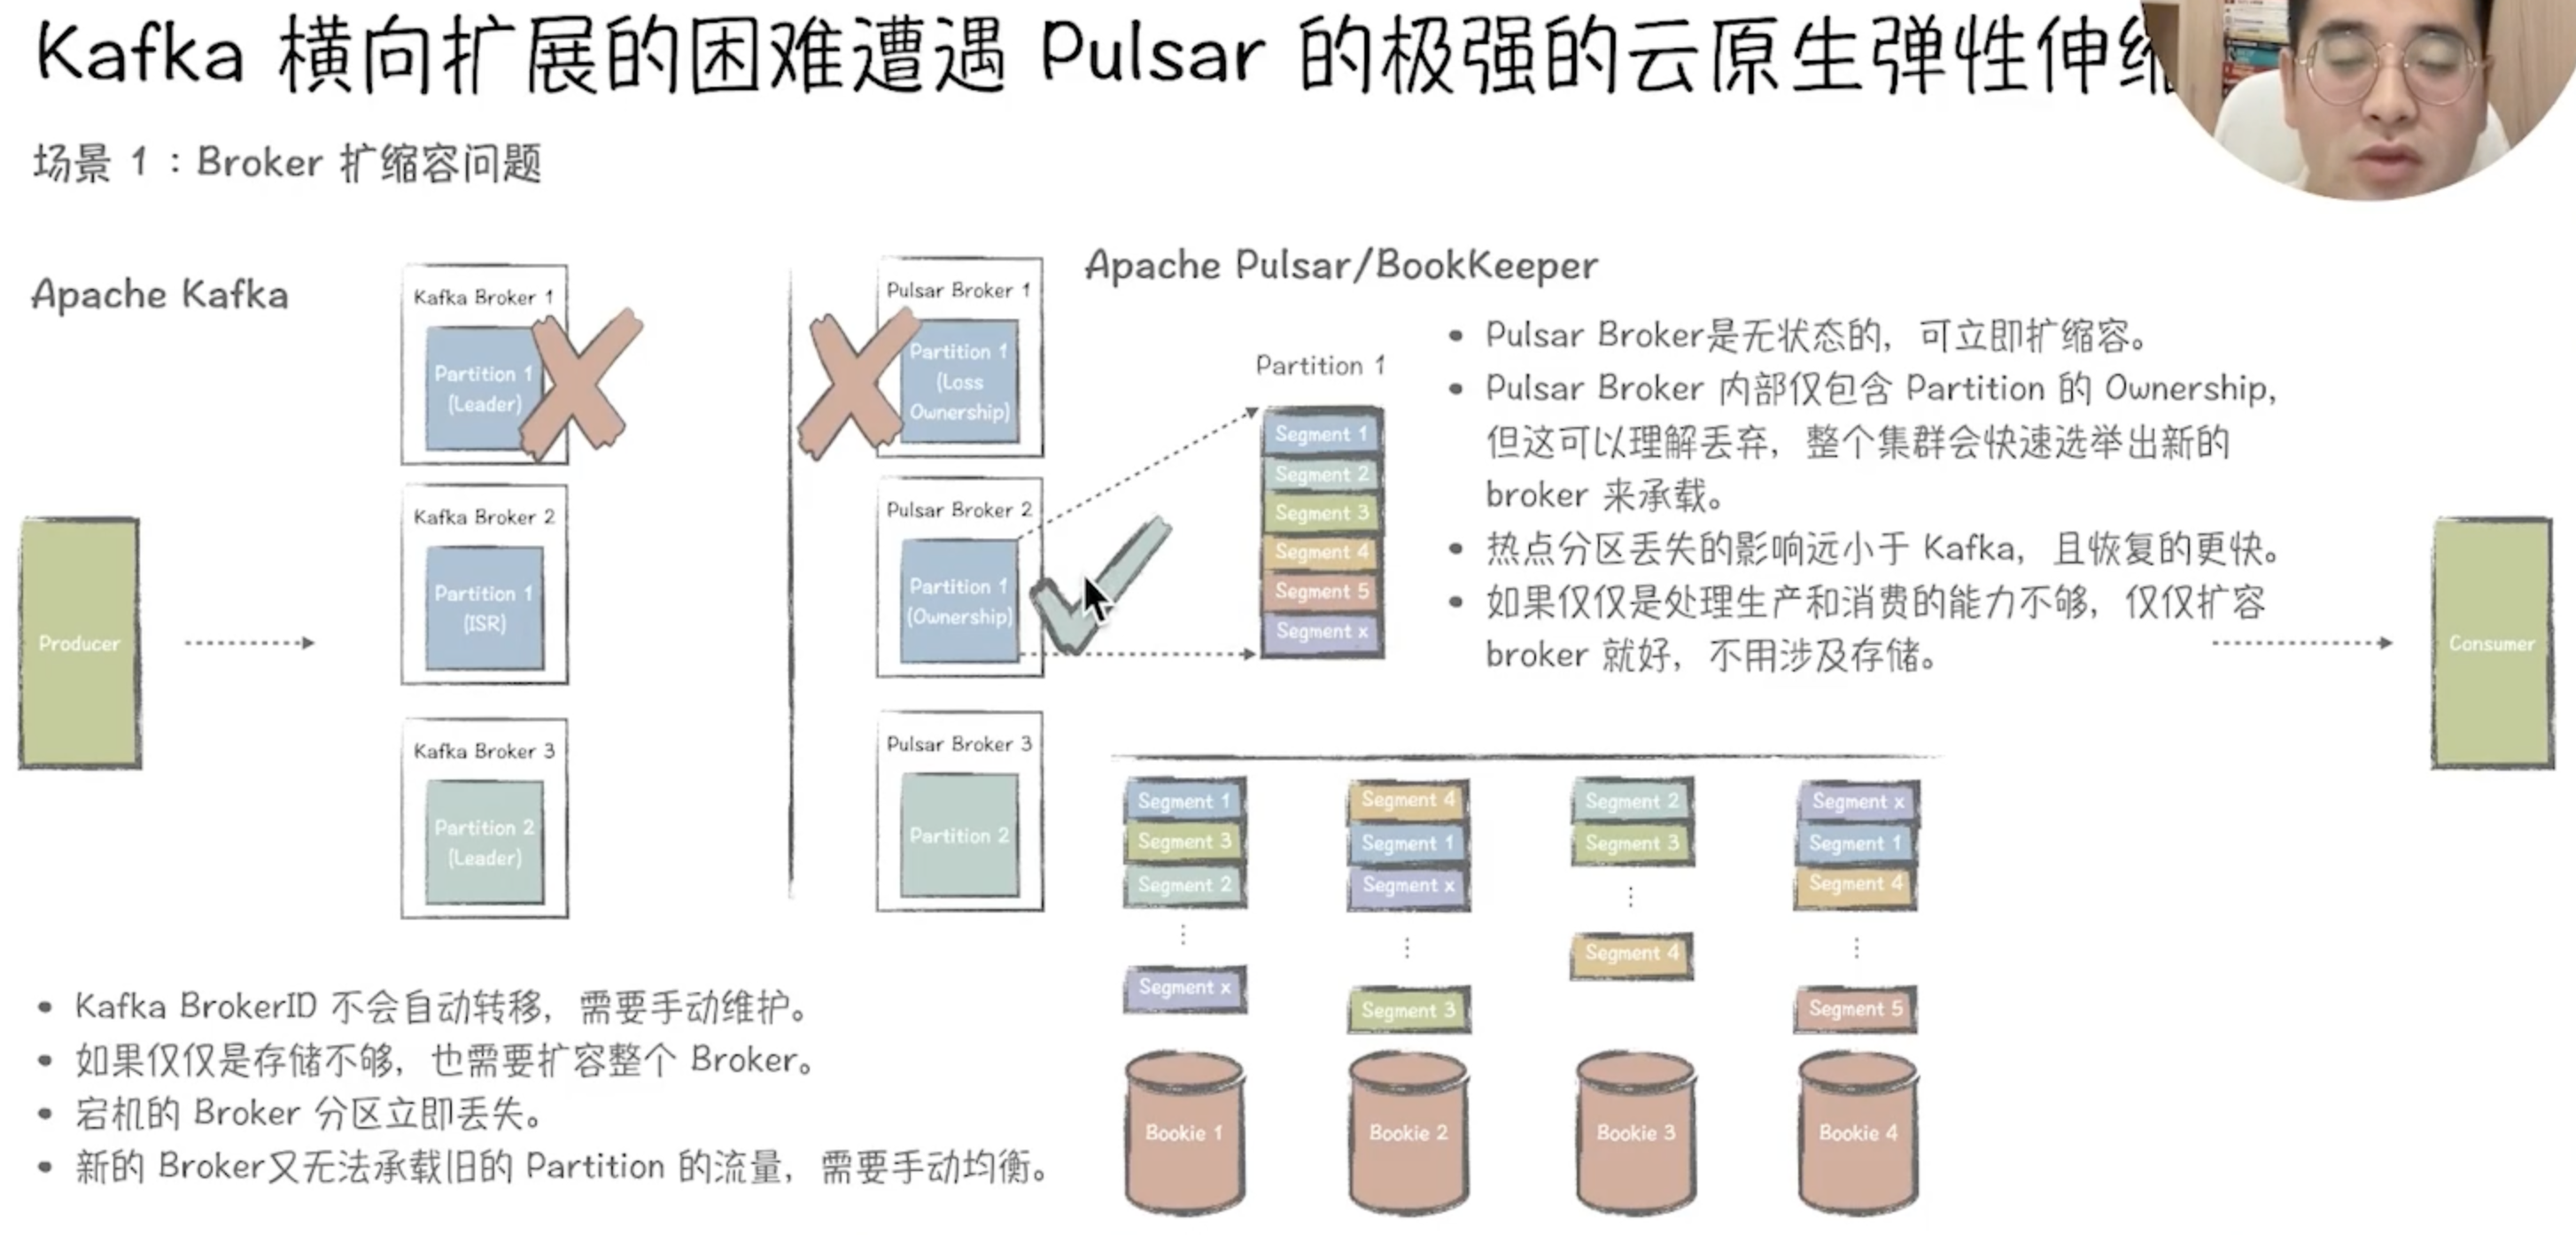 Kafka 横向扩展的困难遭遇 Pulsar 的极强的云原生弹性伸缩
场景 1：Broker 扩缩容问题
Apache Kafka
Kafka Broker 1
Partition 1
(Leader)
Kafka Broker 2
Partition 1
(ISR)
Kafka Broker 3
Partition 2
(Leader)
Producer
Kafka BrokerID 不会自动转移，需要手动维护。
如果仅仅是存储不够，也需要扩容整个 Broker。
宕机的 Broker 分区立即丢失。
新的 Broker又无法承载旧的 Partition 的流量，需要手动均衡。
Apache Pulsar/BookKeeper
Pulsar Broker 1
Partition 1
(Loss
Ownership)
Pulsar Broker 2
Partition 1
(Ownership)
Pulsar Broker 3
Partition 2
Partition 1
Segment 1
Segment 2
Segment 3
Segment 4
Segment 5
Segment x
Pulsar Broker是无状态的，可立即扩缩容。
Pulsar Broker 内部仅包含 Partition 的 Ownership,
但这可以理解丢弃，整个集群会快速选举出新的
broker 来承载。
热点分区丢失的影响远小于 Kafka，且恢复的更快。
如果仅仅是处理生产和消费的能力不够，仅仅扩容
broker 就好，不用涉及存储。
Consumer
Segment 1
Segment 3
Segment 2
Segment x
Bookie 1
Segment 4
Segment 1
Segment x
Segment 3
Bookie 2
Segment 2
Segment 3
Segment 4
Bookie 3
Segment x
Segment 1
Segment 4
Segment 5
Bookie 4